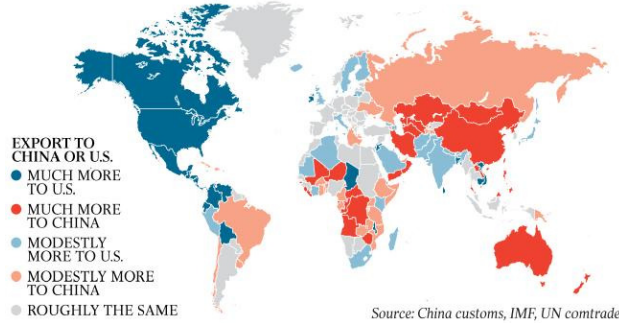 EXPORT TO
CHINA OR U.S.
MUCH MORE
TO U.S.
MUCH MORE
TO CHINA
MODESTLY
MORE TO U.S.
MODESTLY MORE
TO CHINA
ROUGHLY THE SAME
Source: China customs, IMF, UN comtrade